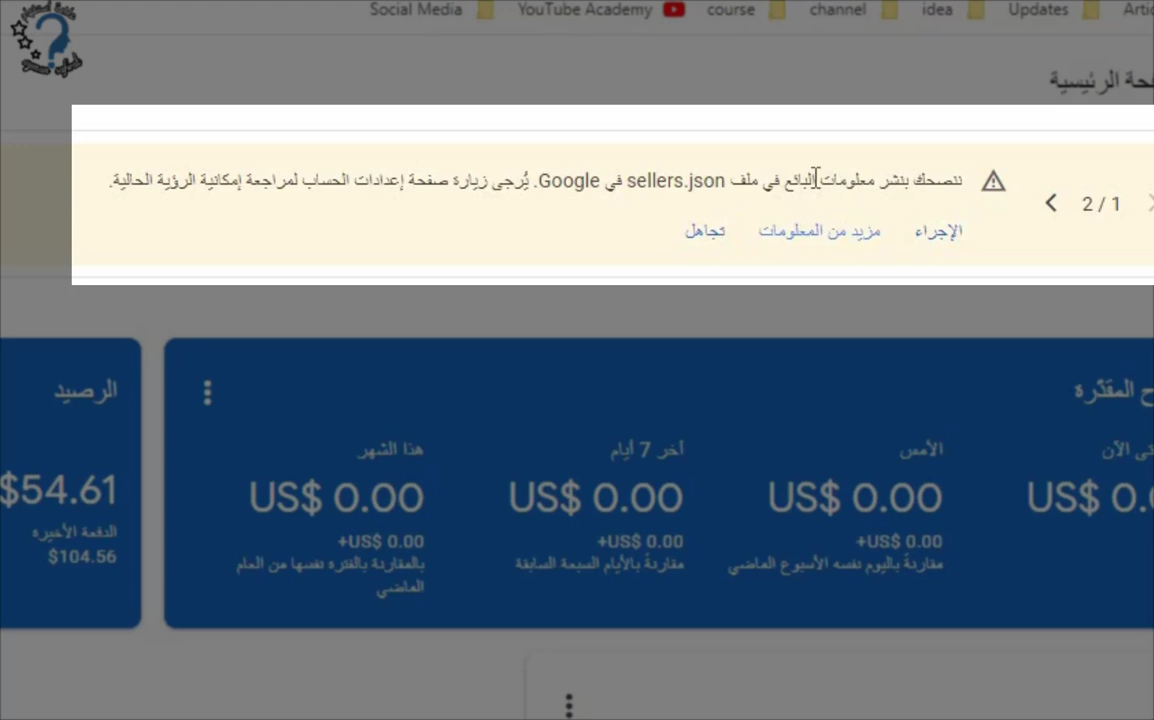 Social Media
YouTube Academy
course
channel
idea
Updates
ننصحك بنشر معلومات البائع في ملف sellers.json في Google. يُرجى زيارة صفحة إعدادات الحساب لمراجعة إمكانية الرؤية الحالية.
2 / 1
الإجراء
مزيد من المعلومات
تجاهل
الرئيسية
المقدّرة
الأمس
US$ 0.00
+US$ 0.00
مقارنةً باليوم نفسه الأسبوع الماضي
آخر 7 أيام
US$ 0.00
+US$ 0.00
مقارنةً بالأيام السبعة السابقة
هذا الشهر
US$ 0.00
+US$ 0.00
بالمقارنة بالفترة نفسها من العام
الماضي
الرصيد
$54.61
الدفعة الأخيرة
$104.56